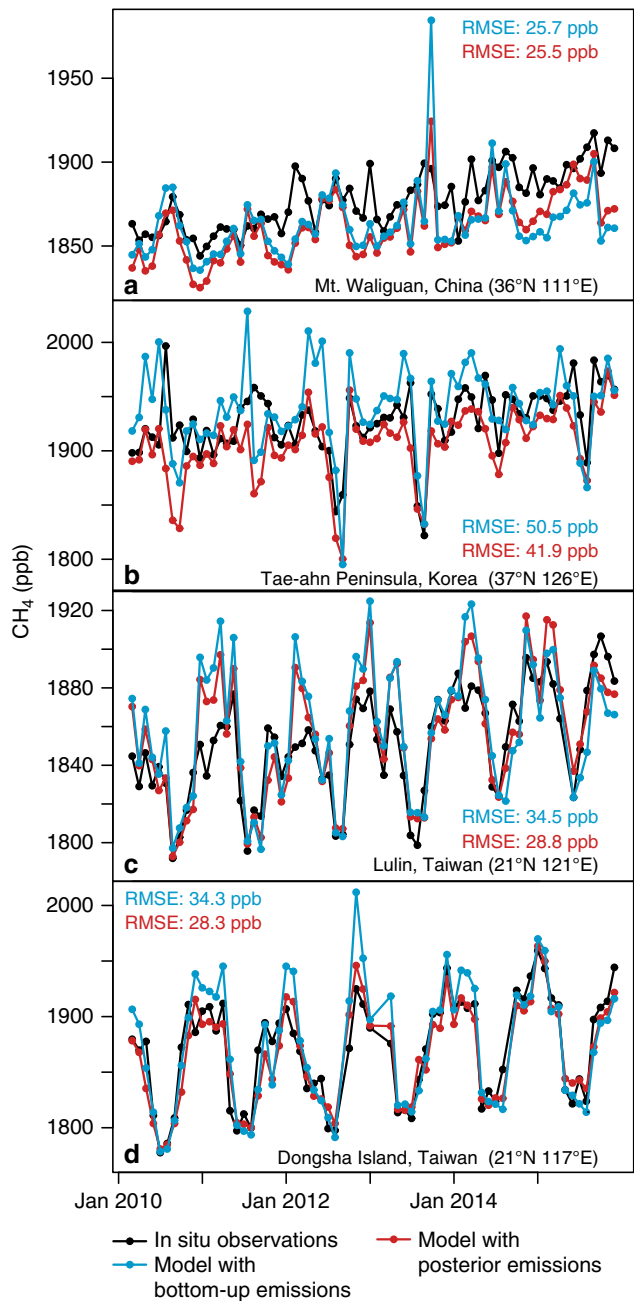 RMSE: 25.7 ppb
RMSE: 25.5 ppb
1950
1900
1850
a
Mt. Waliguan, China (36°N 111°E)
2000
1900
1800
RMSE: 50.5 ppb
RMSE: 41.9 ppb
b
Tae-ahn Peninsula, Korea (37°N 126°E)
CH4 (ppb)
1920
1880
1840
1800
RMSE: 34.5 ppb
RMSE: 28.8 ppb
c
Lulin, Taiwan (21°N 121°E)
RMSE: 34.3 ppb
RMSE: 28.3 ppb
2000
1900
1800
d
Dongsha Island, Taiwan (21°N 117°E)
Jan 2010
Jan 2012
Jan 2014
In situ observations
Model with
bottom-up emissions
Model with
posterior emissions